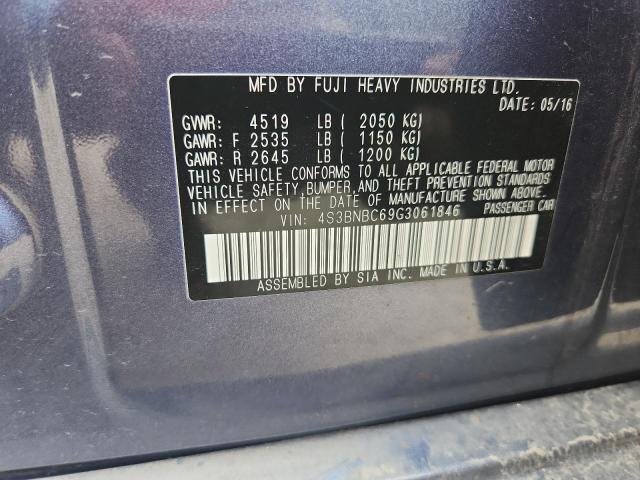 MFD BY FUJI HEAVY INDUSTRIES LTD.
DATE: 05/16
GVWR: 4519 LB ( 2050 KG)
GAWR: F 2535 LB ( 1150 KG)
GAWR: R 2645 LB ( 1200 KG)
THIS VEHICLE CONFORMS TO ALL APPLICABLE FEDERAL MOTOR
VEHICLE SAFETY, BUMPER, AND THEFT PREVENTION STANDARDS
IN EFFECT ON THE DATE OF MANUFACTURE SHOWN ABOVE.
VIN: 4S3BNBC69G3061846 PASSENGER CAR
ASSEMBLED BY SIA INC. MADE IN U.S.A.